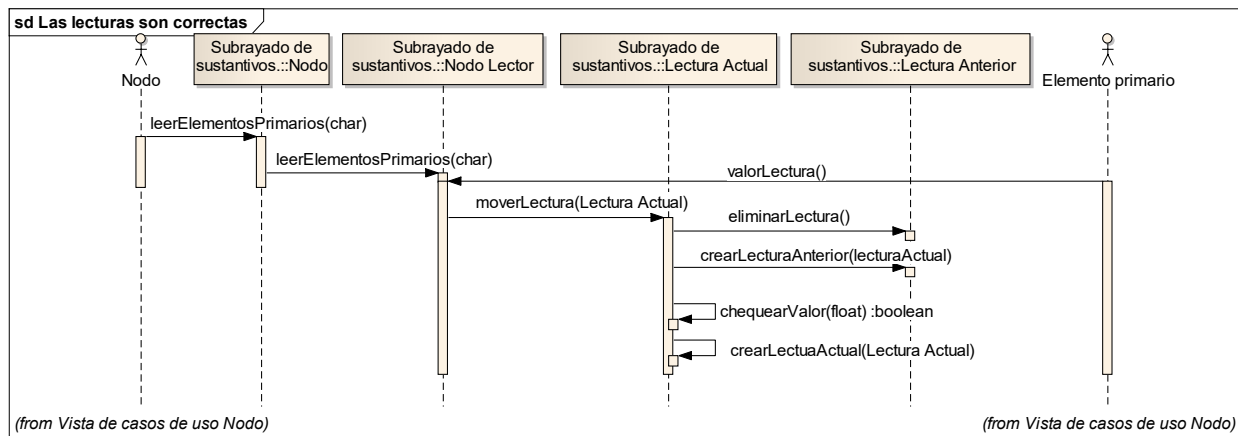 sd Las lecturas son correctas
Nodo
Subrayado de
sustantivos.::Nodo
Subrayado de
sustantivos.::Nodo Lector
Subrayado de
sustantivos.::Lectura Actual
Subrayado de
sustantivos.::Lectura Anterior
Elemento primario
leerElementosPrimarios(char)
leerElementosPrimarios(char)
valorLectura()
moverLectura(Lectura Actual)
eliminarLectura()
crearLecturaAnterior(lecturaActual)
chequearValor(float) :boolean
crearLectuaActual(Lectura Actual)
(from Vista de casos de uso Nodo)
(from Vista de casos de uso Nodo)